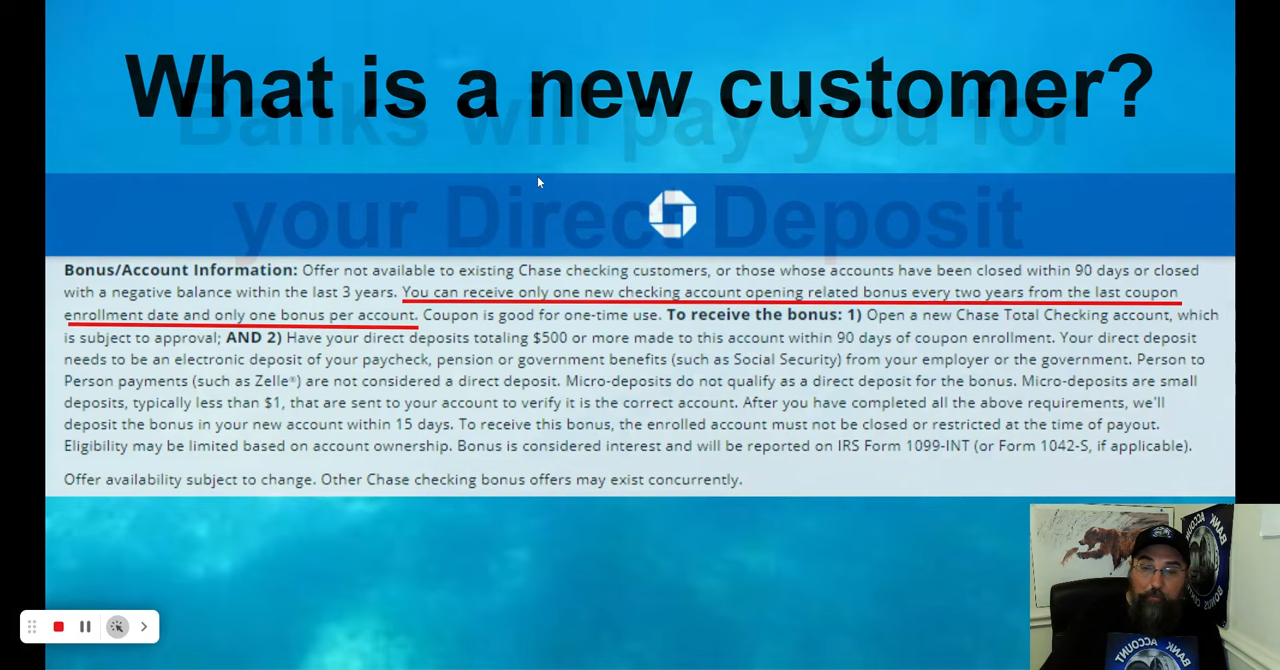 What is a new customer?
Banks will pay you for
your Direct Deposit
Bonus/Account Information: Offer not available to existing Chase checking customers, or those whose accounts have been closed within 90 days or closed
with a negative balance within the last 3 years. You can receive only one new checking account opening related bonus every two years from the last coupon
enrollment date and only one bonus per account. Coupon is good for one-time use. To receive the bonus: 1) Open a new Chase Total Checking account, which
is subject to approval; AND 2) Have your direct deposits totaling $500 or more made to this account within 90 days of coupon enrollment. Your direct deposit
needs to be an electronic deposit of your paycheck, pension or government benefits (such as Social Security) from your employer or the government. Person to
Person payments (such as Zelle®) are not considered a direct deposit. Micro-deposits do not qualify as a direct deposit for the bonus. Micro-deposits are small
deposits, typically less than $1, that are sent to your account to verify it is the correct account. After you have completed all the above requirements, we'll
deposit the bonus in your new account within 15 days. To receive this bonus, the enrolled account must not be closed or restricted at the time of payout.
Eligibility may be limited based on account ownership. Bonus is considered interest and will be reported on IRS Form 1099-INT (or Form 1042-S, if applicable).
Offer availability subject to change. Other Chase checking bonus offers may exist concurrently.
BANK ACCOUNT
BONUS
BANK ACCOUNT